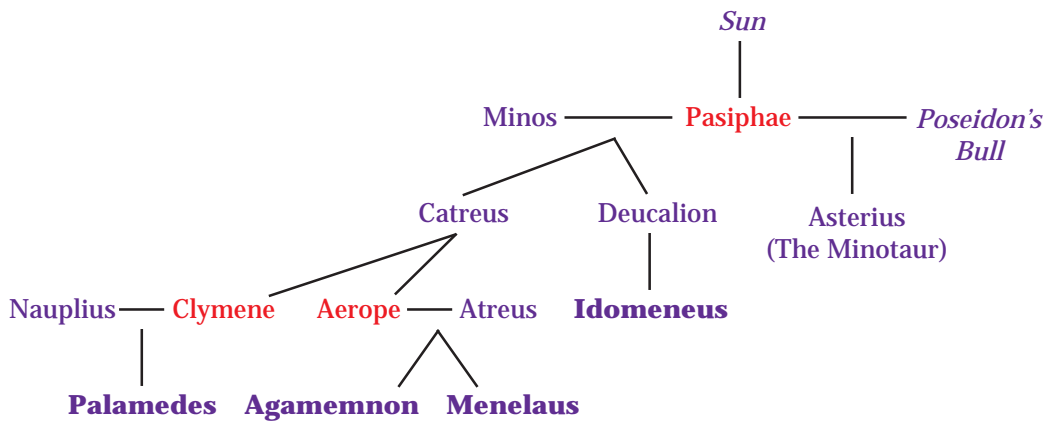 Sun
Minos Pasiphae Poseidon's
Bull
Catreus Deucalion Asterius
(The Minotaur)
Nauplius Clymene Aerope Atreus Idomeneus
Palamedes Agamemnon Menelaus